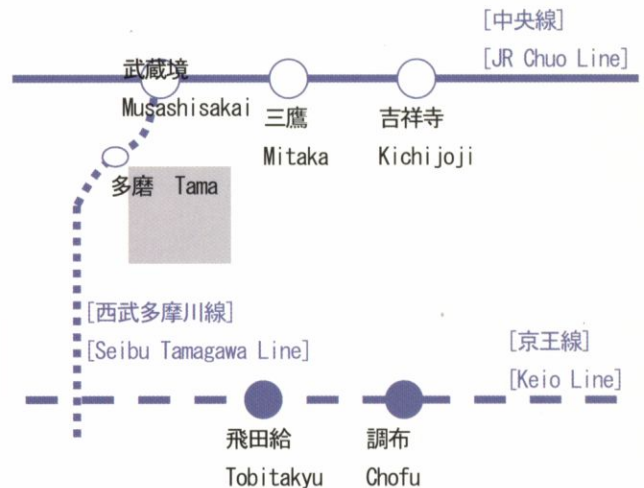 [中央線]
[JR Chuo Line]
武蔵境
Musashisakai
三鷹
Mitaka
吉祥寺
Kichijoji
多磨 Tama
[西武多摩川線]
[Seibu Tamagawa Line]
[京王線]
[Keio Line]
飛田給
Tobitakyu
調布
Chofu